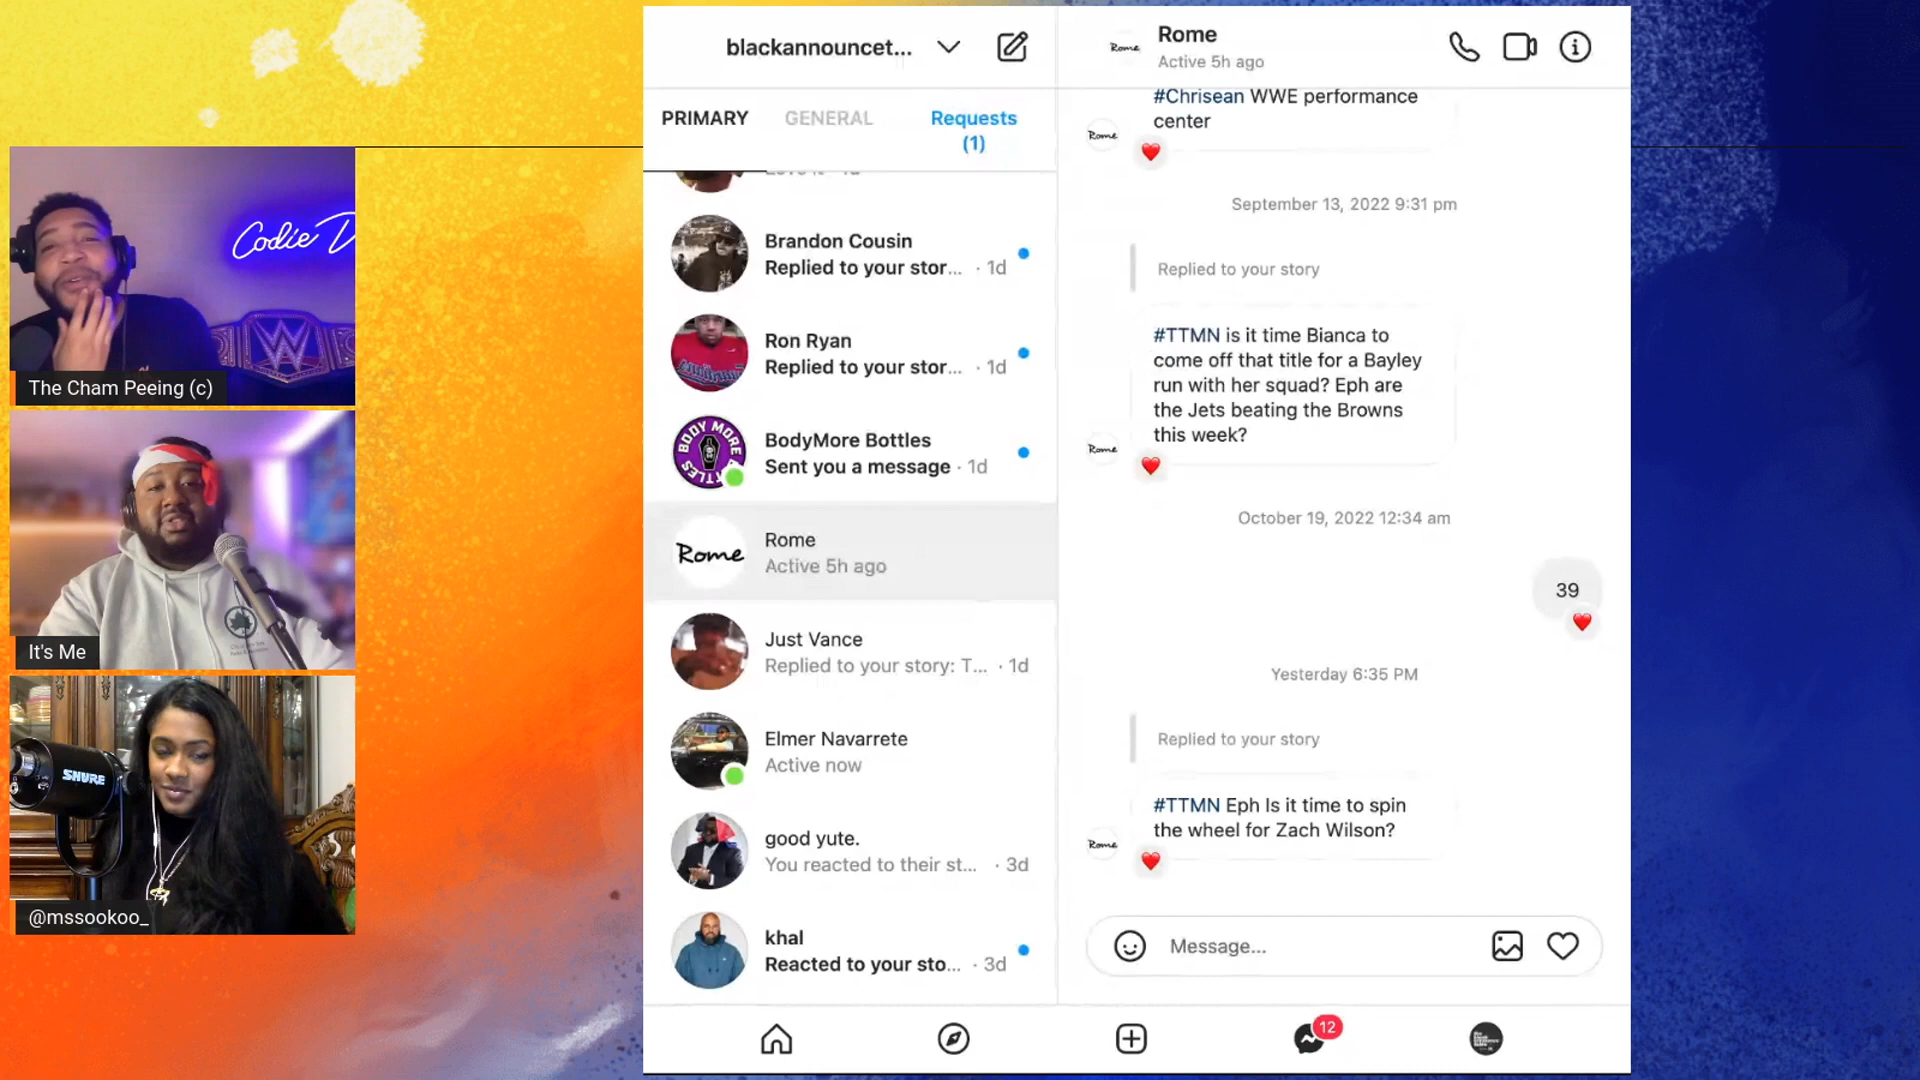 Codie D
The Cham Peeing (c)
It's Me
SHURE
@mssookoo_
blackannouncet...
PRIMARY
GENERAL
Requests
(1)
Brandon Cousin
Replied to your stor... · 1d
Ron Ryan
Replied to your stor... · 1d
BODY MORE
BodyMore Bottles
Sent you a message · 1d
Rome
Rome
Active 5h ago
Just Vance
Replied to your story: T... · 1d
Elmer Navarrete
Active now
good yute.
You reacted to their st... · 3d
khal
Reacted to your sto... · 3d
Rome
Rome
Active 5h ago
#Chrisean WWE performance
center
Rome
September 13, 2022 9:31 pm
Replied to your story
#TTMN is it time Bianca to
come off that title for a Bayley
run with her squad? Eph are
the Jets beating the Browns
this week?
Rome
October 19, 2022 12:34 am
39
Yesterday 6:35 PM
Replied to your story
#TTMN Eph Is it time to spin
the wheel for Zach Wilson?
Rome
Message...
12